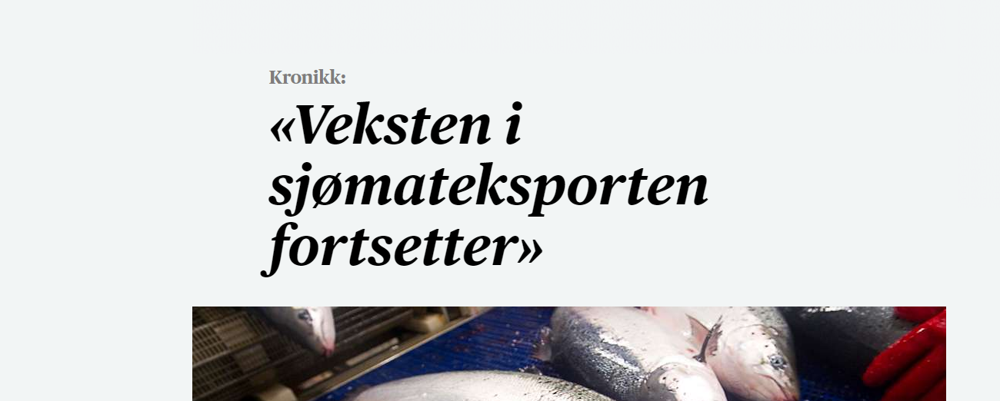 Kronikk:
«Veksten i
sjømateksporten
fortsetter»